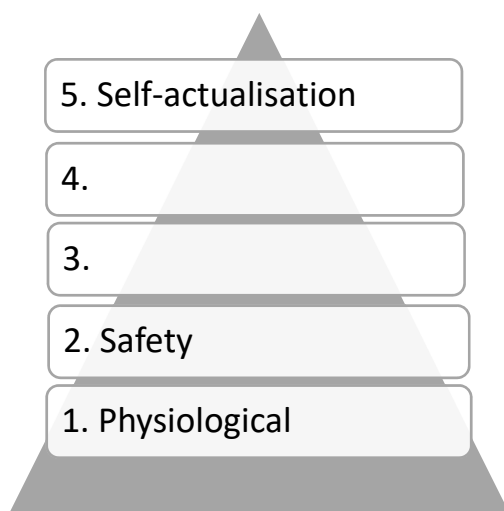 5. Self-actualisation
4.
3.
2. Safety
1. Physiological